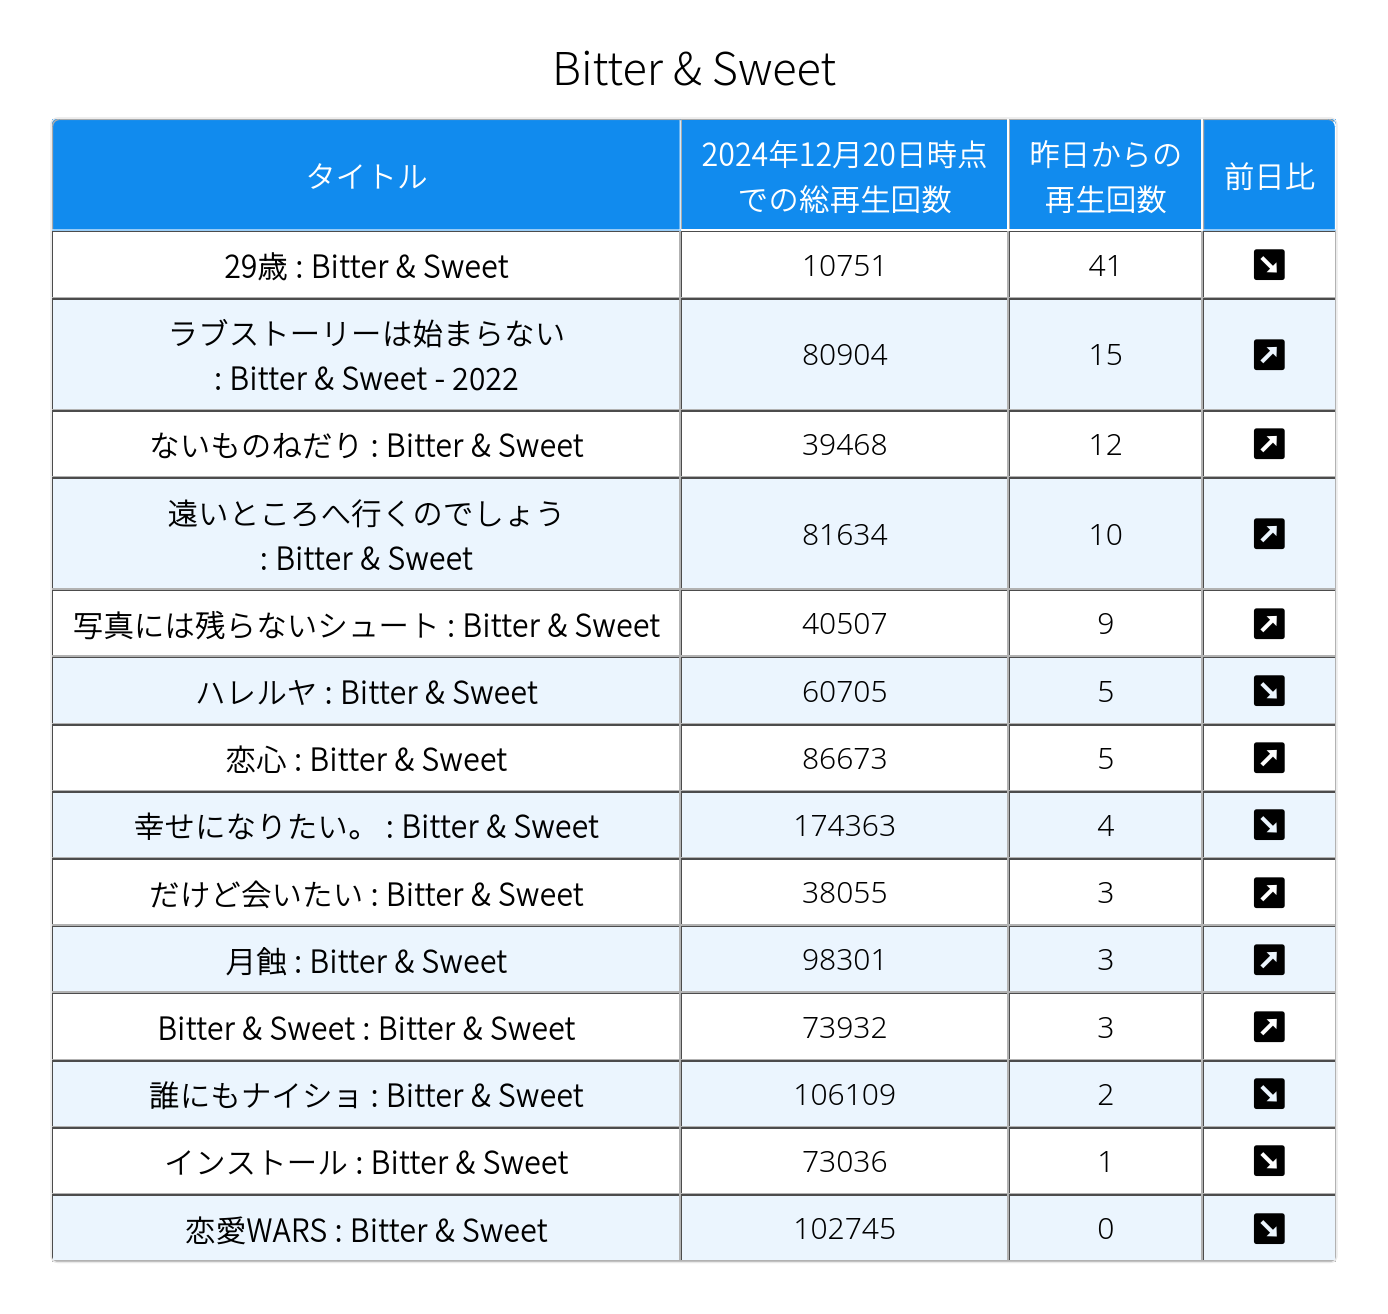 Bitter & Sweet
タイトル
2024年12月20日時点
での総再生回数
昨日からの
再生回数
前日比
29歳 : Bitter & Sweet
10751
41
ラブストーリーは始まらない
: Bitter & Sweet - 2022
80904
15
ないものねだり : Bitter & Sweet
39468
12
遠いところへ行くのでしょう
: Bitter & Sweet
81634
10
写真には残らないシュート : Bitter & Sweet
40507
9
ハレルヤ : Bitter & Sweet
60705
5
恋心 : Bitter & Sweet
86673
5
幸せになりたい。 : Bitter & Sweet
174363
4
だけど会いたい : Bitter & Sweet
38055
3
月蝕 : Bitter & Sweet
98301
3
Bitter & Sweet : Bitter & Sweet
73932
3
誰にもナイショ : Bitter & Sweet
106109
2
インストール : Bitter & Sweet
73036
1
恋愛WARS : Bitter & Sweet
102745
0